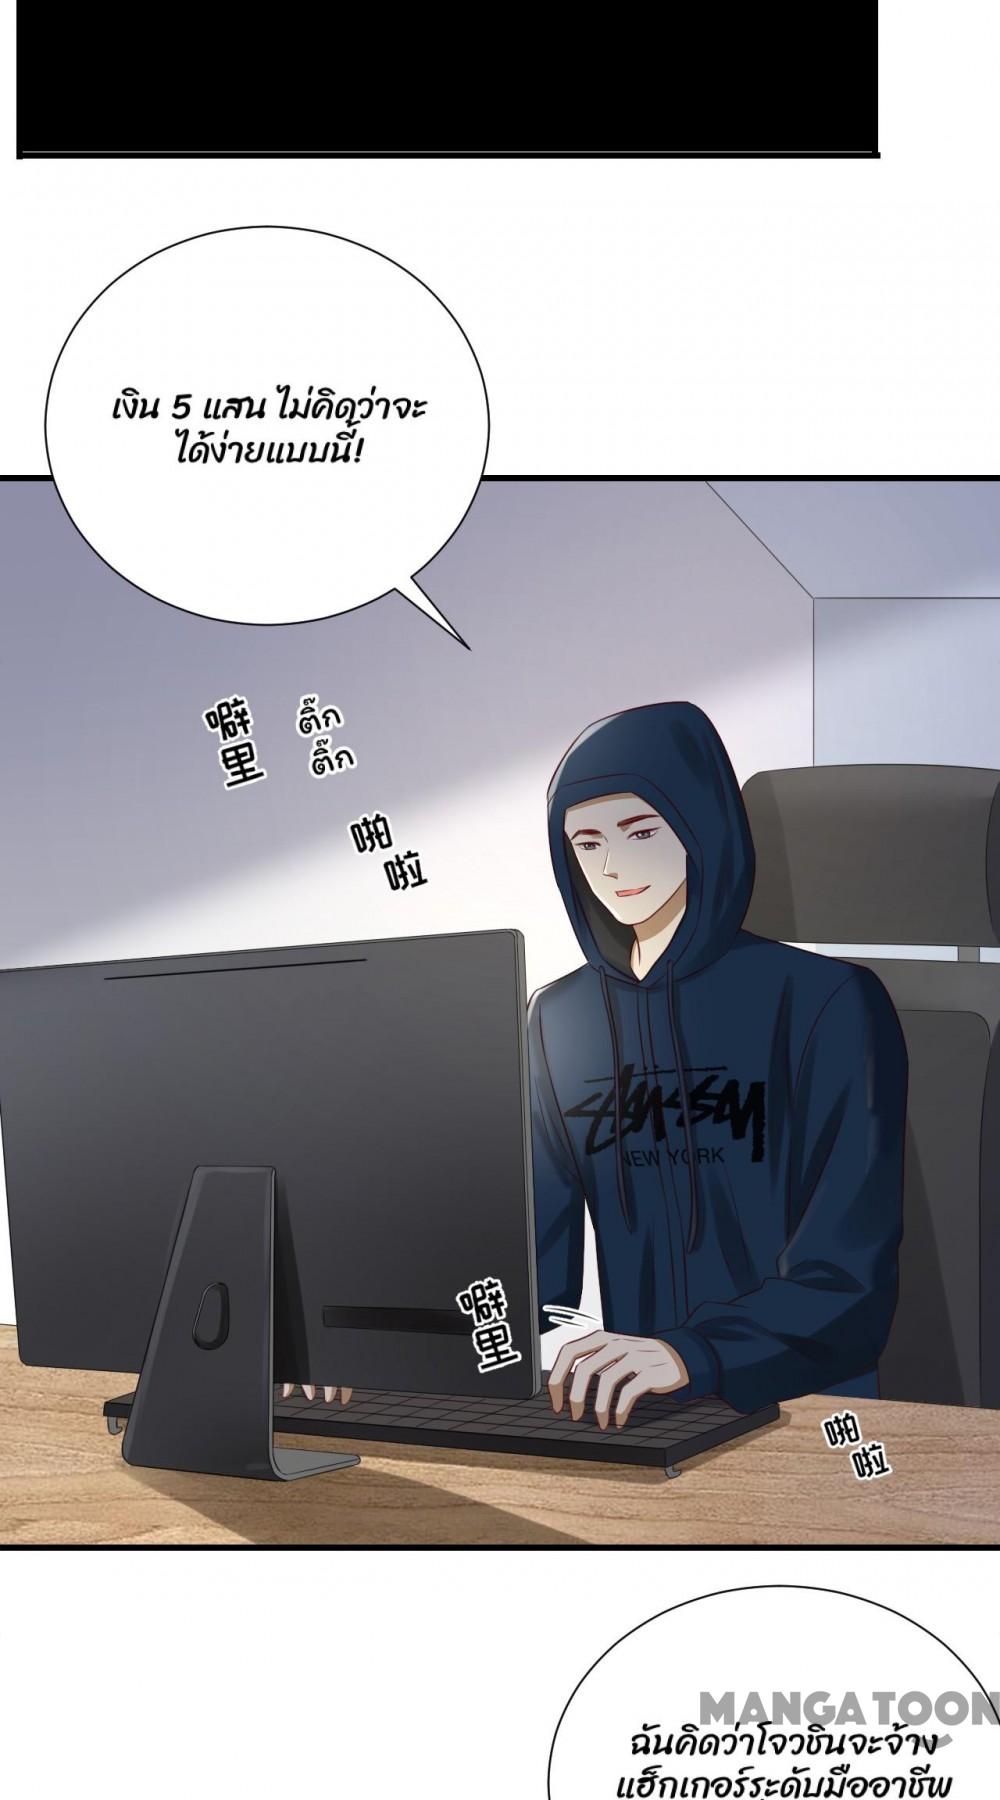 เงิน 5 แสน ไม่คิดว่าจะ
ได้ง่ายแบบนี้!
噼里
ติ๊ก
ติ๊ก
啪啦
STUSSY
NEW YORK
噼里
啪啦
MANGATOON
ฉันคิดว่าโจวชินจะจ้าง
แฮ็กเกอร์ระดับมืออาชีพ